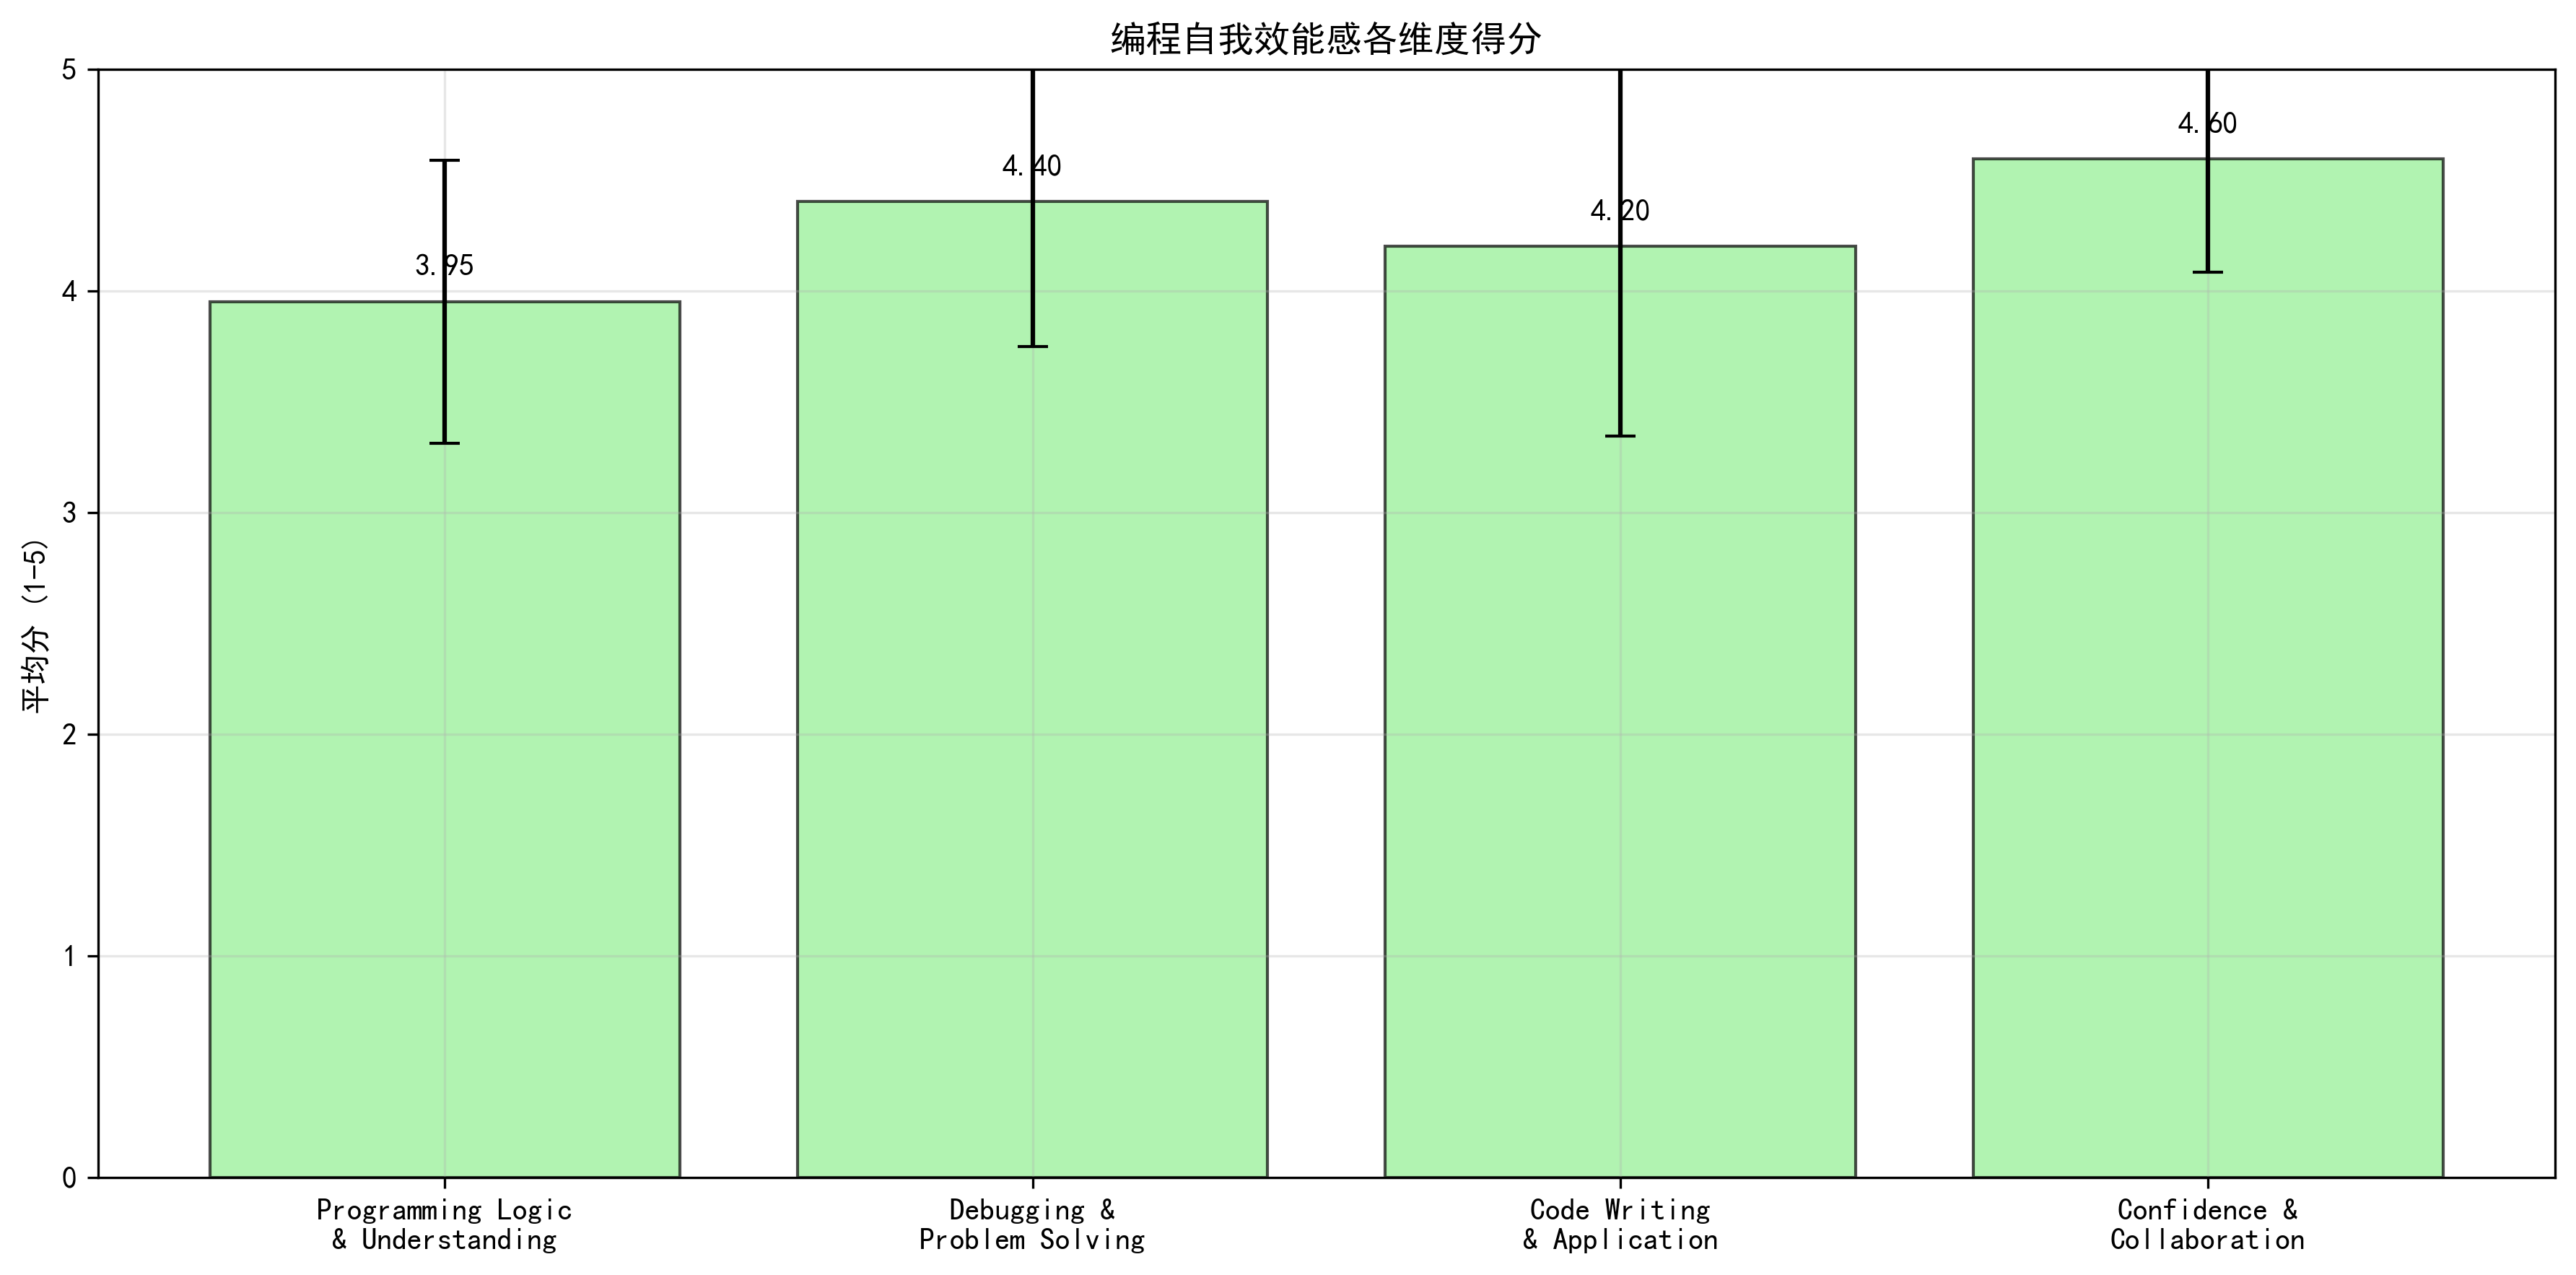 编程自我效能感各维度得分
平均分 (1-5)
5
4
3
2
1
0
3.95
4.40
4.20
4.60
Programming Logic
& Understanding
Debugging &
Problem Solving
Code Writing
& Application
Confidence &
Collaboration